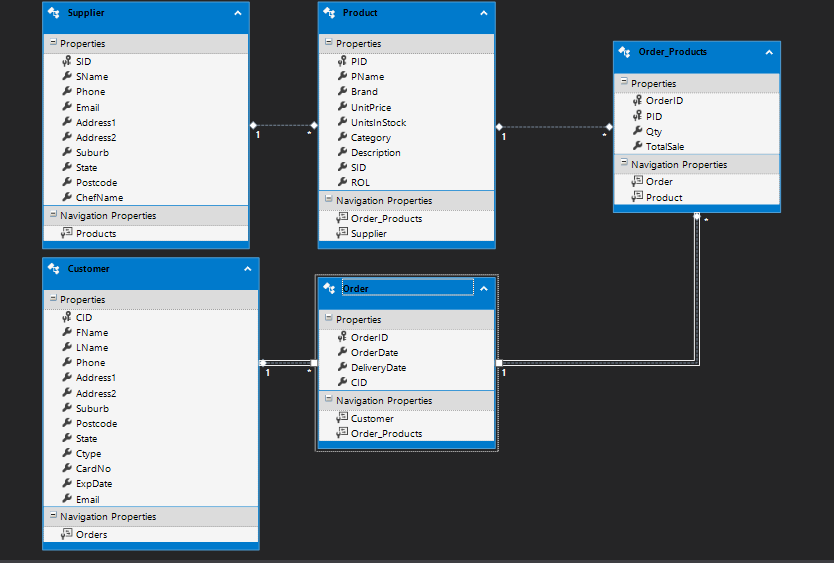 Supplier
Properties
SID
SName
Phone
Email
Address1
Address2
Suburb
State
Postcode
ChefName
Navigation Properties
Products
1
*
Product
Properties
PID
PName
Brand
UnitPrice
UnitsInStock
Category
Description
SID
ROL
Navigation Properties
Order_Products
Supplier
1
*
Order_Products
Properties
OrderID
PID
Qty
TotalSale
Navigation Properties
Order
Product
*
Customer
Properties
CID
FName
LName
Phone
Address1
Address2
Suburb
Postcode
State
Ctype
CardNo
ExpDate
Email
Navigation Properties
Orders
1
*
Order
Properties
OrderID
OrderDate
DeliveryDate
CID
Navigation Properties
Customer
Order_Products
1